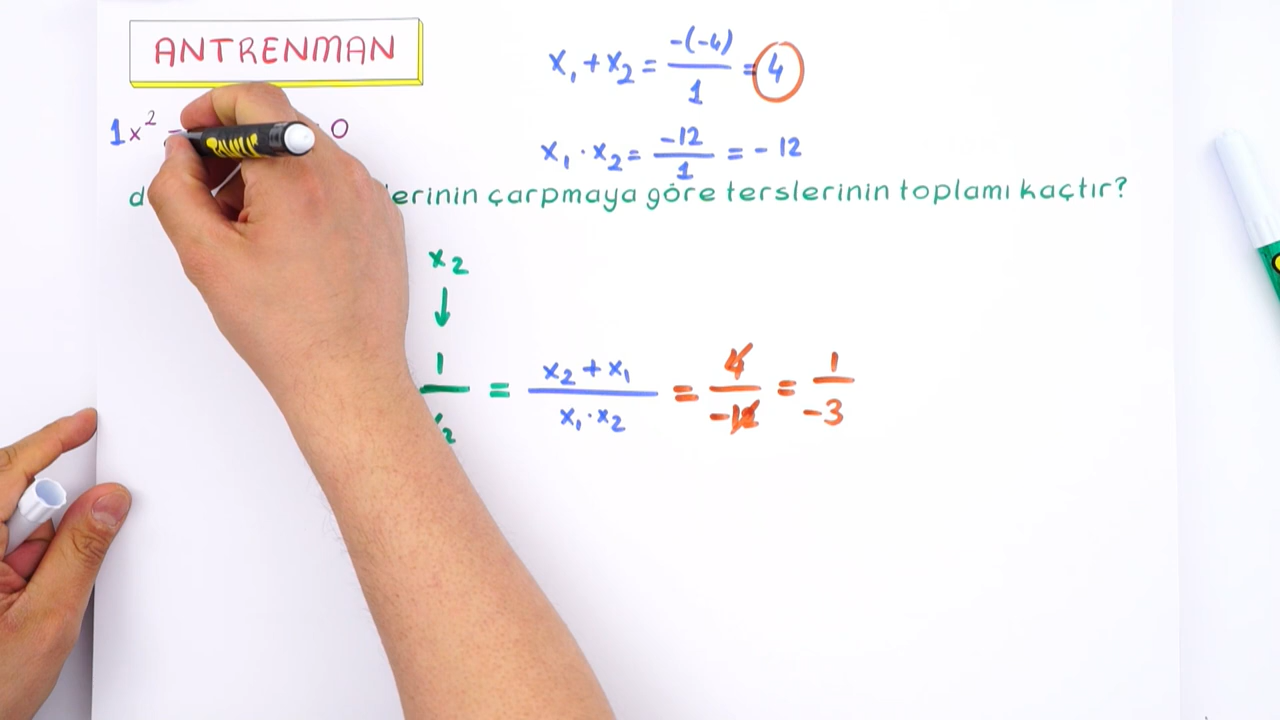 ANTRENMAN
x₁ + x₂ = -(-4)/1 = 4
1x² - = 0
x₁ · x₂ = -12/1 = -12
erinin çarpmaya göre terslerinin toplamı kaçtır?
x₂
↓
1/x₂ = (x₂ + x₁)/(x₁ · x₂) = 4/-12 = 1/-3